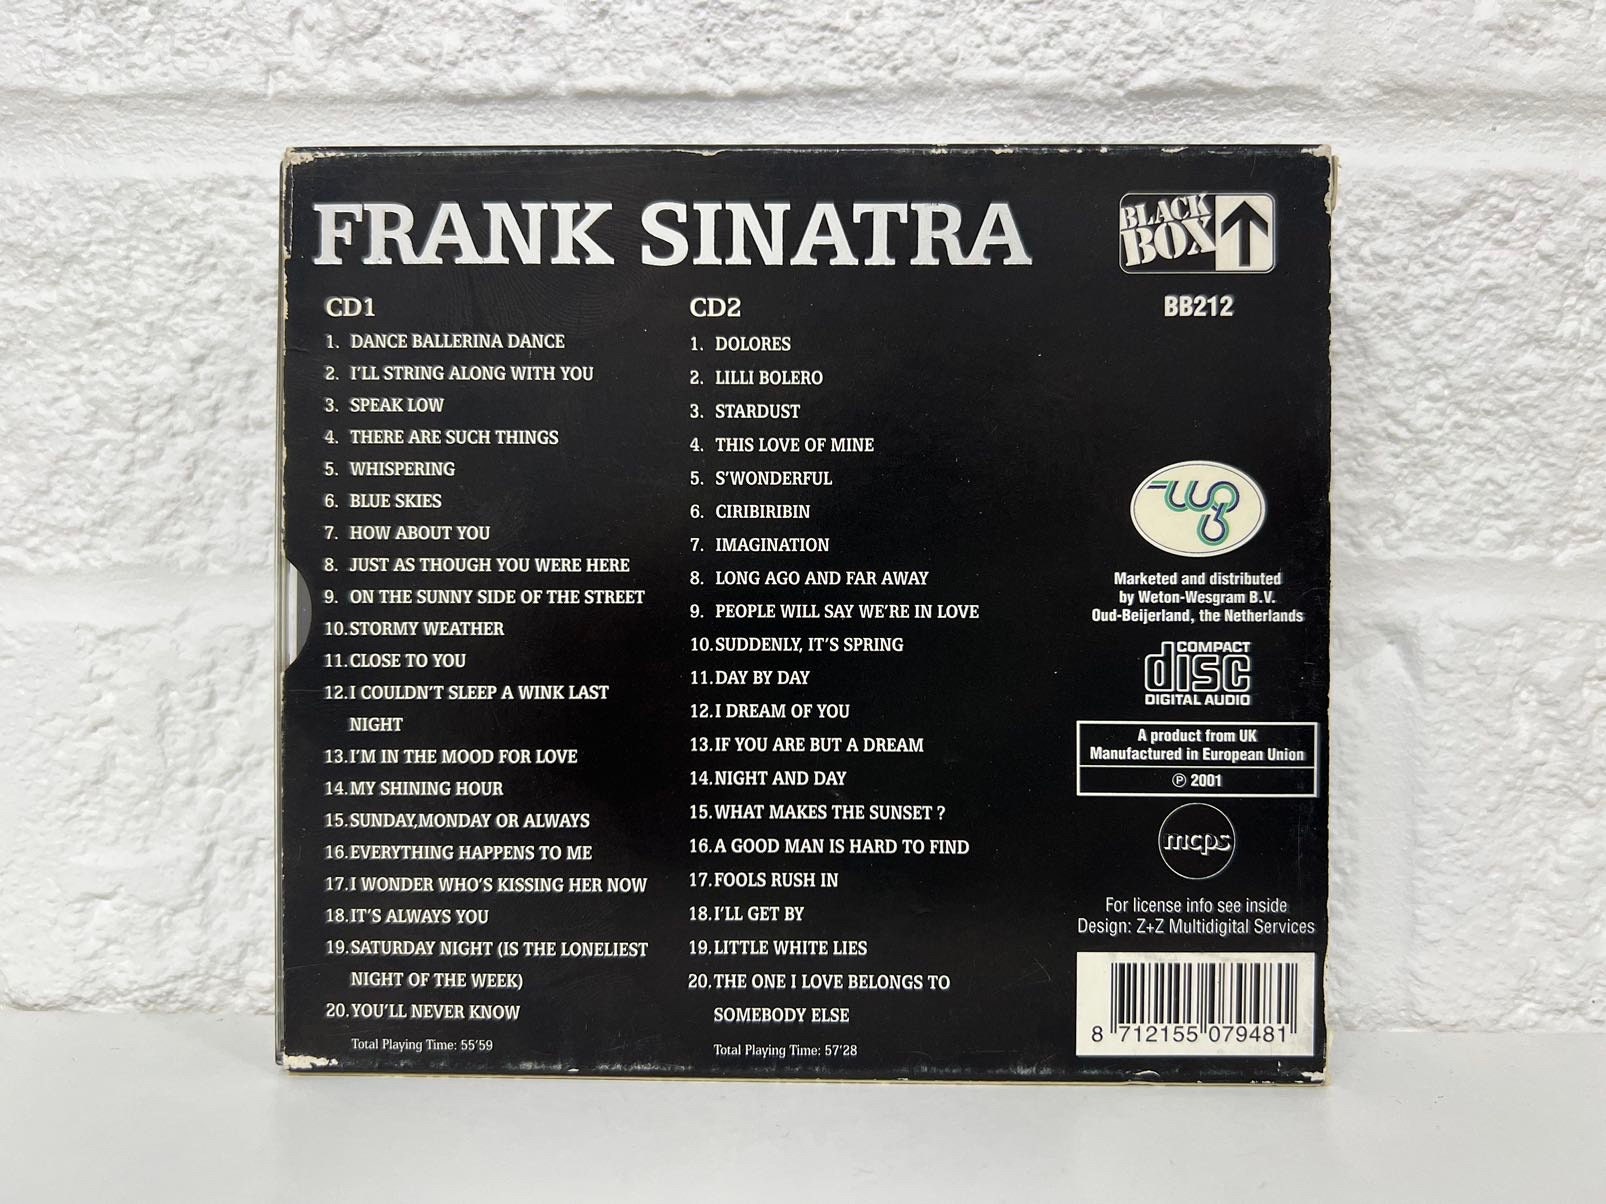 FRANK SINATRA
BLACK
BOX
BB212
CD1
1. DANCE BALLERINA DANCE
2. I'LL STRING ALONG WITH YOU
3. SPEAK LOW
4. THERE ARE SUCH THINGS
5. WHISPERING
6. BLUE SKIES
7. HOW ABOUT YOU
8. JUST AS THOUGH YOU WERE HERE
9. ON THE SUNNY SIDE OF THE STREET
10. STORMY WEATHER
11. CLOSE TO YOU
12. I COULDN'T SLEEP A WINK LAST
NIGHT
13. I'M IN THE MOOD FOR LOVE
14. MY SHINING HOUR
15. SUNDAY,MONDAY OR ALWAYS
16. EVERYTHING HAPPENS TO ME
17. I WONDER WHO'S KISSING HER NOW
18. IT'S ALWAYS YOU
19. SATURDAY NIGHT (IS THE LONELIEST
NIGHT OF THE WEEK)
20. YOU'LL NEVER KNOW
Total Playing Time: 55'59
CD2
1. DOLORES
2. LILLI BOLERO
3. STARDUST
4. THIS LOVE OF MINE
5. S'WONDERFUL
6. CIRIBIRIBIN
7. IMAGINATION
8. LONG AGO AND FAR AWAY
9. PEOPLE WILL SAY WE'RE IN LOVE
10. SUDDENLY, IT'S SPRING
11. DAY BY DAY
12. I DREAM OF YOU
13. IF YOU ARE BUT A DREAM
14. NIGHT AND DAY
15. WHAT MAKES THE SUNSET ?
16. A GOOD MAN IS HARD TO FIND
17. FOOLS RUSH IN
18. I'LL GET BY
19. LITTLE WHITE LIES
20. THE ONE I LOVE BELONGS TO
SOMEBODY ELSE
Total Playing Time: 57'28
Marketed and distributed
by Weton-Wesgram B.V.
Oud-Beijerland, the Netherlands
COMPACT
disc
DIGITAL AUDIO
A product from UK
Manufactured in European Union
℗ 2001
mcps
For license info see inside
Design: Z+Z Multidigital Services
8 712155 079481